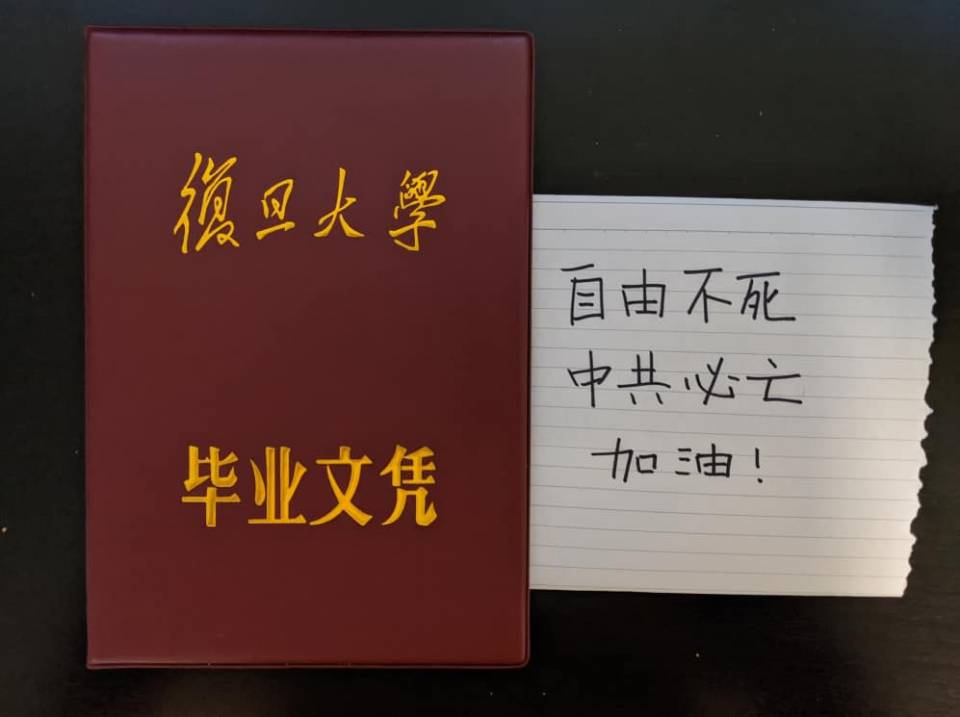 復旦大學
毕业文凭
自由不死
中共必亡
加油!